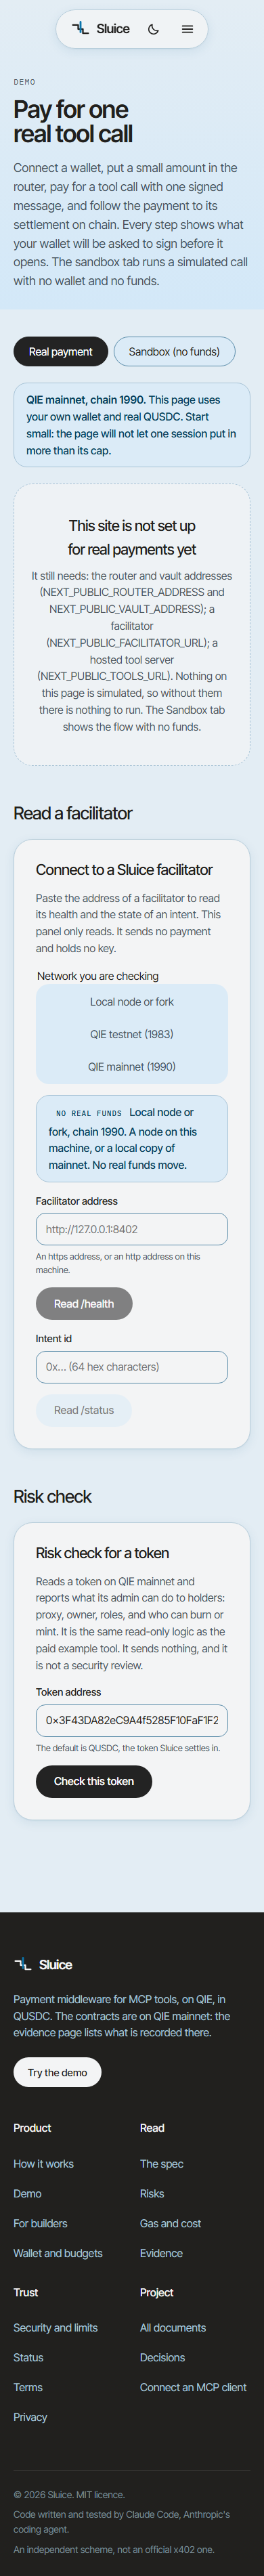 Sluice
DEMO
Pay for one
real tool call
Connect a wallet, put a small amount in the
router, pay for a tool call with one signed
message, and follow the payment to its
settlement on chain. Every step shows what
your wallet will be asked to sign before it
opens. The sandbox tab runs a simulated call
with no wallet and no funds.
Real payment
Sandbox (no funds)
QIE mainnet, chain 1990. This page uses
your own wallet and real QUSDC. Start
small: the page will not let one session put in
more than its cap.
This site is not set up
for real payments yet
It still needs: the router and vault addresses
(NEXT_PUBLIC_ROUTER_ADDRESS and
NEXT_PUBLIC_VAULT_ADDRESS); a
facilitator
(NEXT_PUBLIC_FACILITATOR_URL); a
hosted tool server
(NEXT_PUBLIC_TOOLS_URL). Nothing on
this page is simulated, so without them
there is nothing to run. The Sandbox tab
shows the flow with no funds.
Read a facilitator
Connect to a Sluice facilitator
Paste the address of a facilitator to read
its health and the state of an intent. This
panel only reads. It sends no payment
and holds no key.
Network you are checking
Local node or fork
QIE testnet (1983)
QIE mainnet (1990)
NO REAL FUNDS Local node or
fork, chain 1990. A node on this
machine, or a local copy of
mainnet. No real funds move.
Facilitator address
http://127.0.0.1:8402
An https address, or an http address on this
machine.
Read /health
Intent id
0x... (64 hex characters)
Read /status
Risk check
Risk check for a token
Reads a token on QIE mainnet and
reports what its admin can do to holders:
proxy, owner, roles, and who can burn or
mint. It is the same read-only logic as the
paid example tool. It sends nothing, and it
is not a security review.
Token address
0x3F43DA82eC9A4f5285F10FaF1F2
The default is QUSDC, the token Sluice settles in.
Check this token
Sluice
Payment middleware for MCP tools, on QIE, in
QUSDC. The contracts are on QIE mainnet: the
evidence page lists what is recorded there.
Try the demo
Product
Read
How it works
The spec
Demo
Risks
For builders
Gas and cost
Wallet and budgets
Evidence
Trust
Project
Security and limits
All documents
Status
Decisions
Terms
Connect an MCP client
Privacy
© 2026 Sluice. MIT licence.
Code written and tested by Claude Code, Anthropic's
coding agent.
An independent scheme, not an official x402 one.